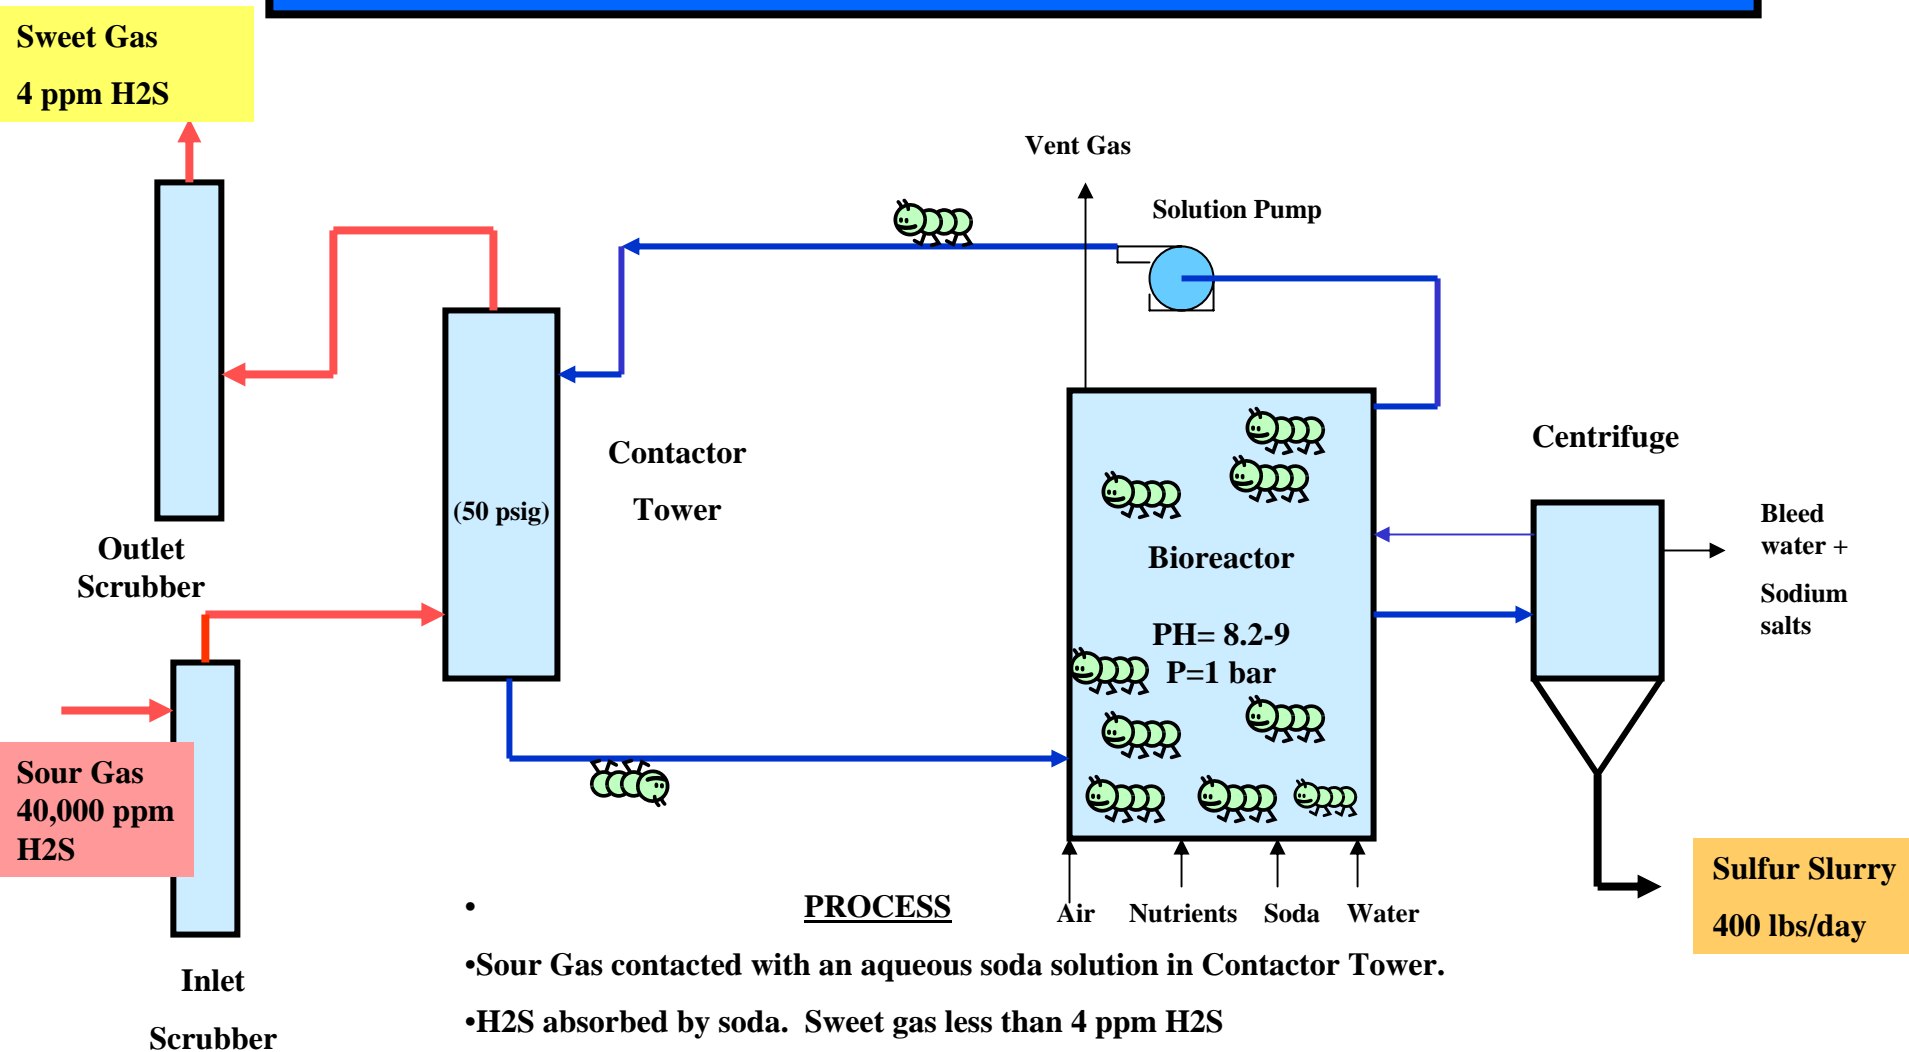 Sweet Gas
4 ppm H2S
Vent Gas
Solution Pump
Contactor
Tower
(50 psig)
Centrifuge
Outlet
Scrubber
Bioreactor
PH= 8.2-9
P=1 bar
Bleed
water +
Sodium
salts
Sour Gas
40,000 ppm
H2S
Sulfur Slurry
400 lbs/day
Air
Nutrients
Soda
Water
Inlet
Scrubber
• PROCESS
•Sour Gas contacted with an aqueous soda solution in Contactor Tower.
•H2S absorbed by soda.  Sweet gas less than 4 ppm H2S